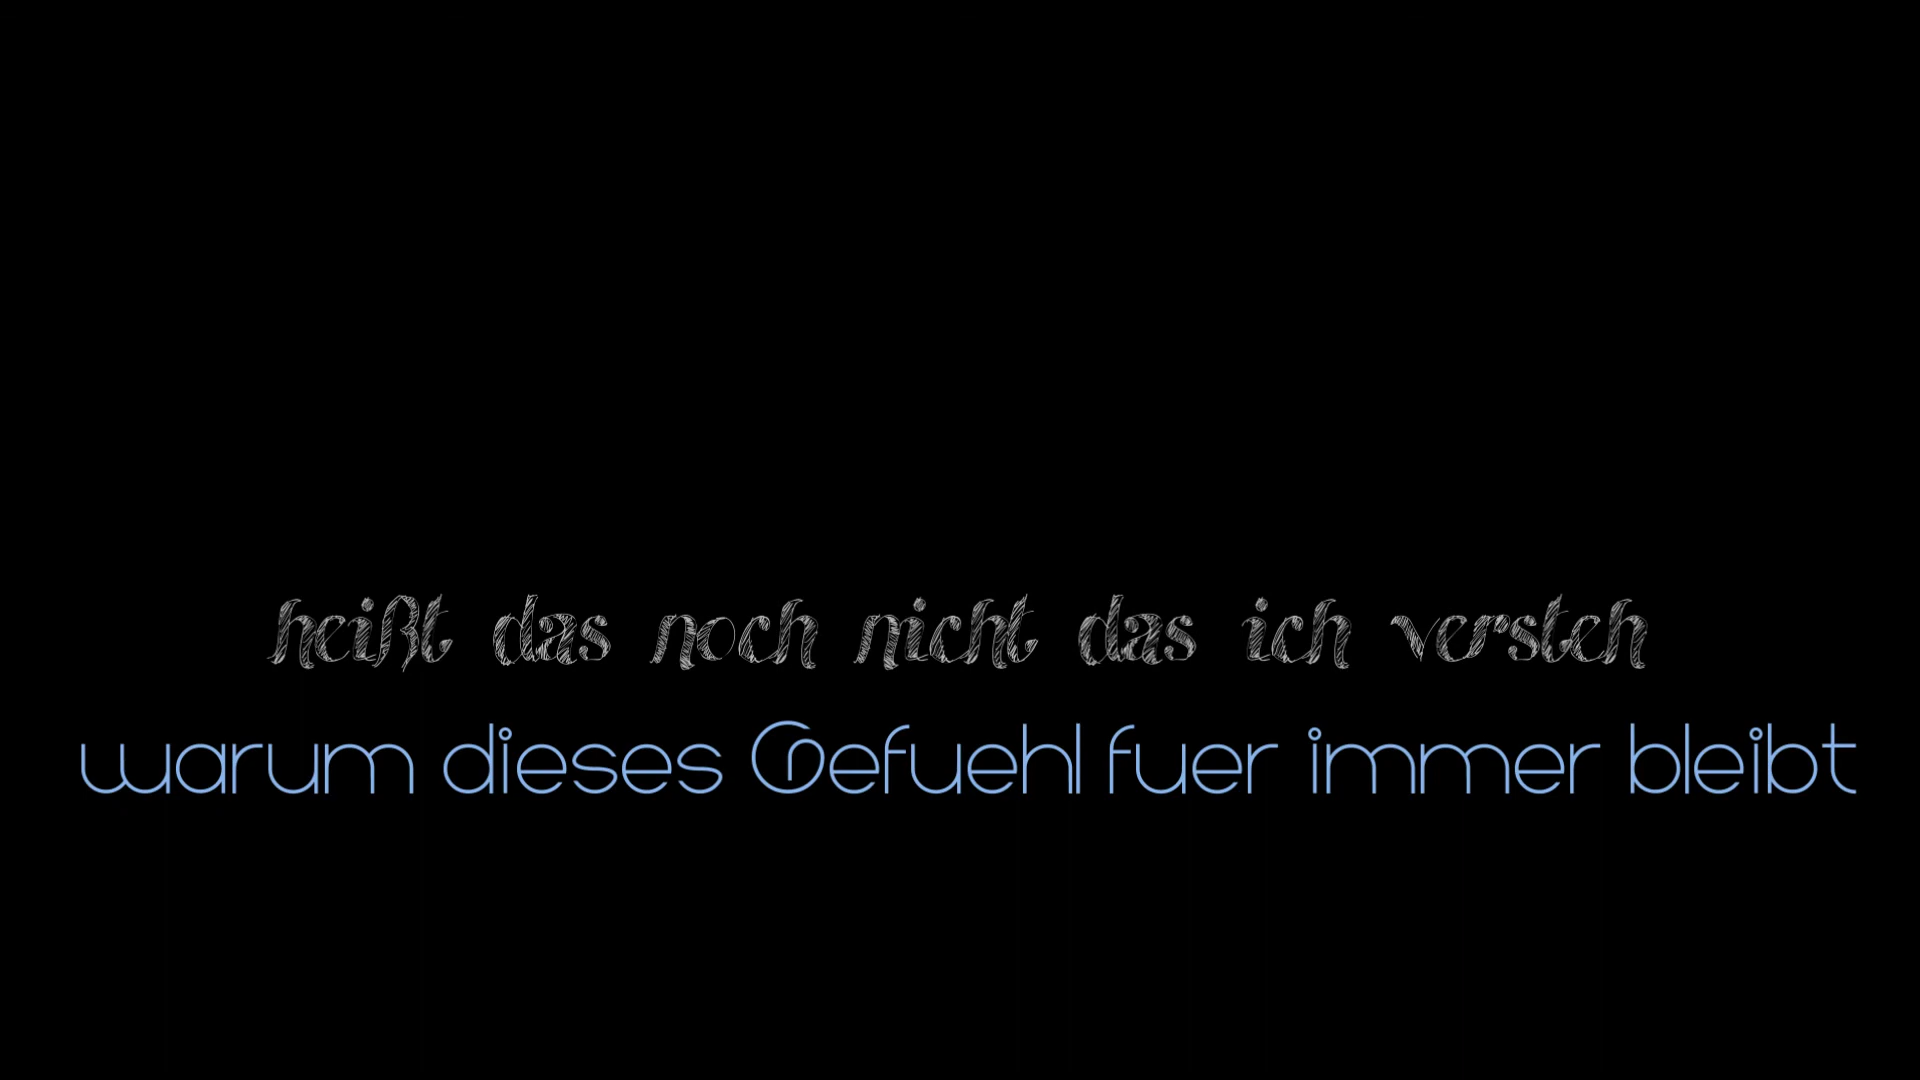 heißt das noch nicht das ich versteh
warum dieses Gefuehl fuer immer bleibt